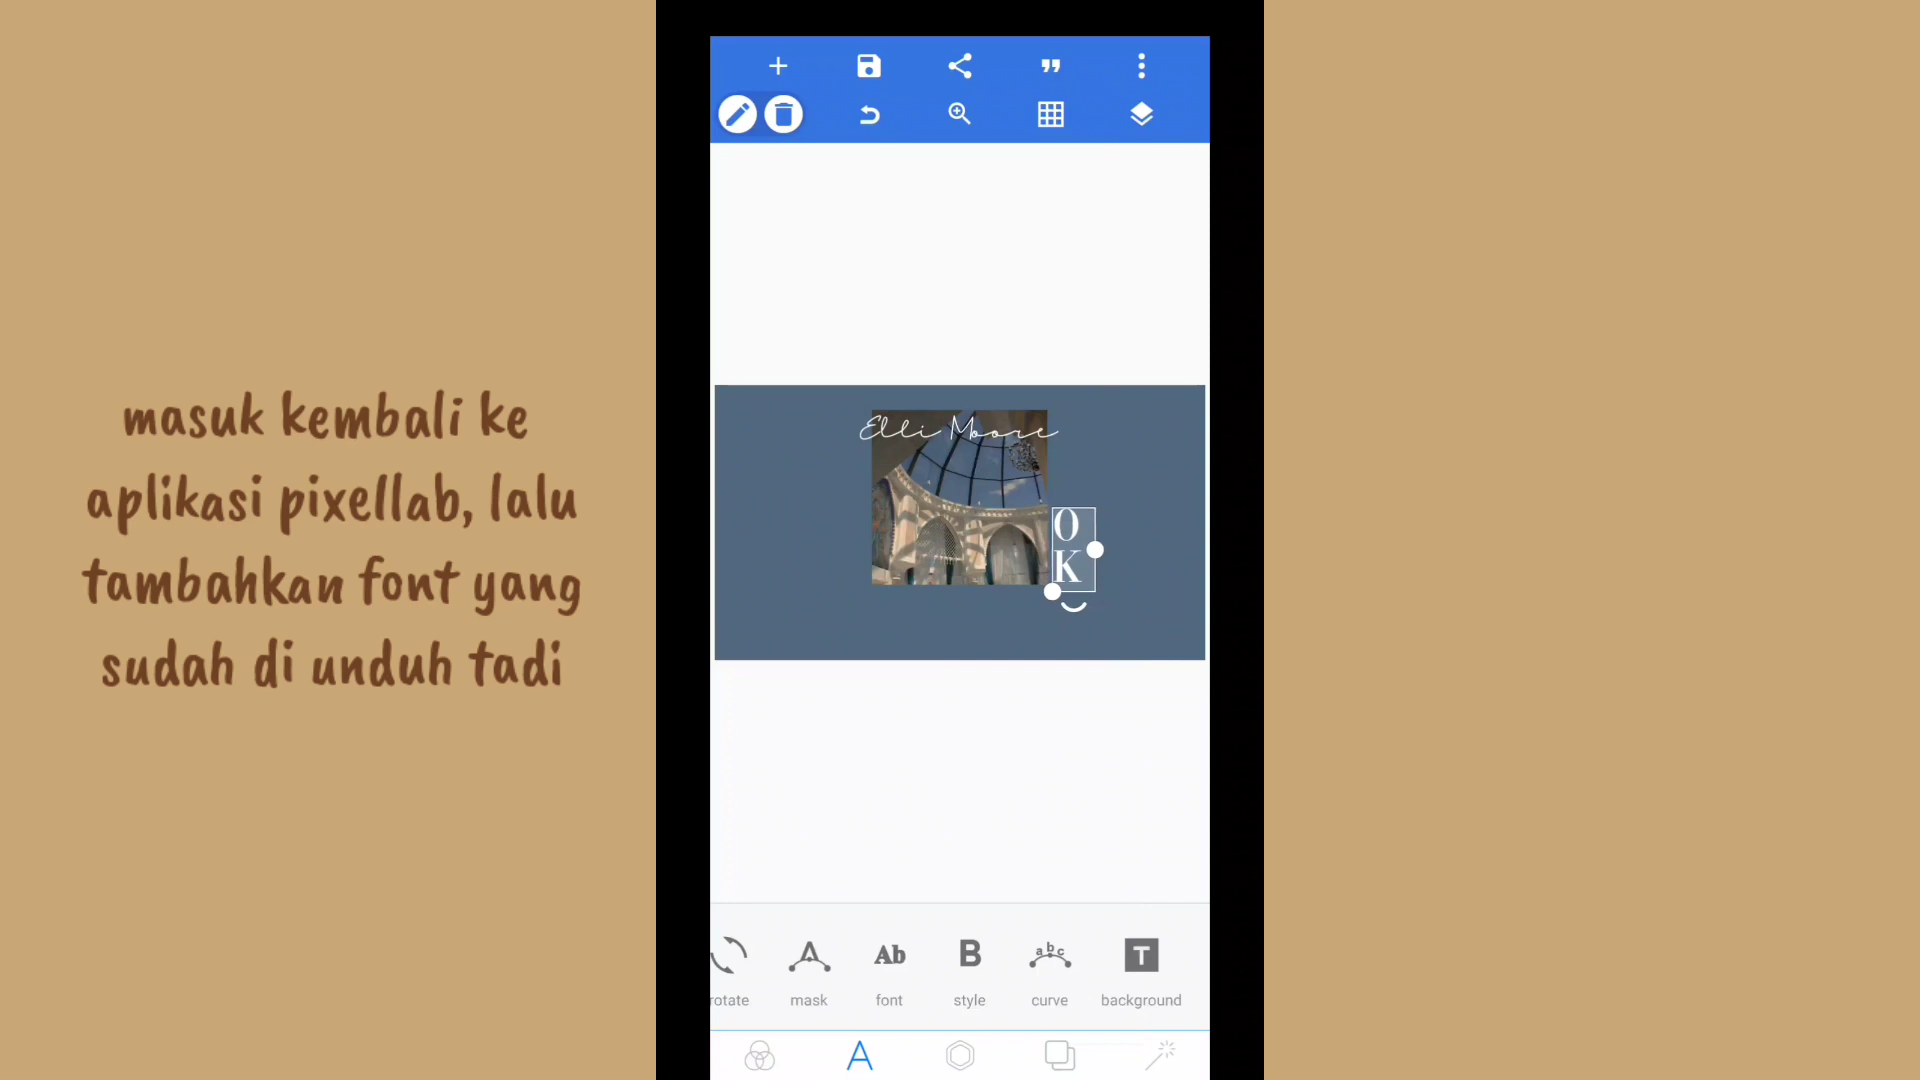 masuk kembali ke
aplikasi pixellab, lalu
tambahkan font yang
sudah di unduh tadi
Elli Moore
O
K
A
Ab
B
abc
T
rotate
mask
font
style
curve
background
A